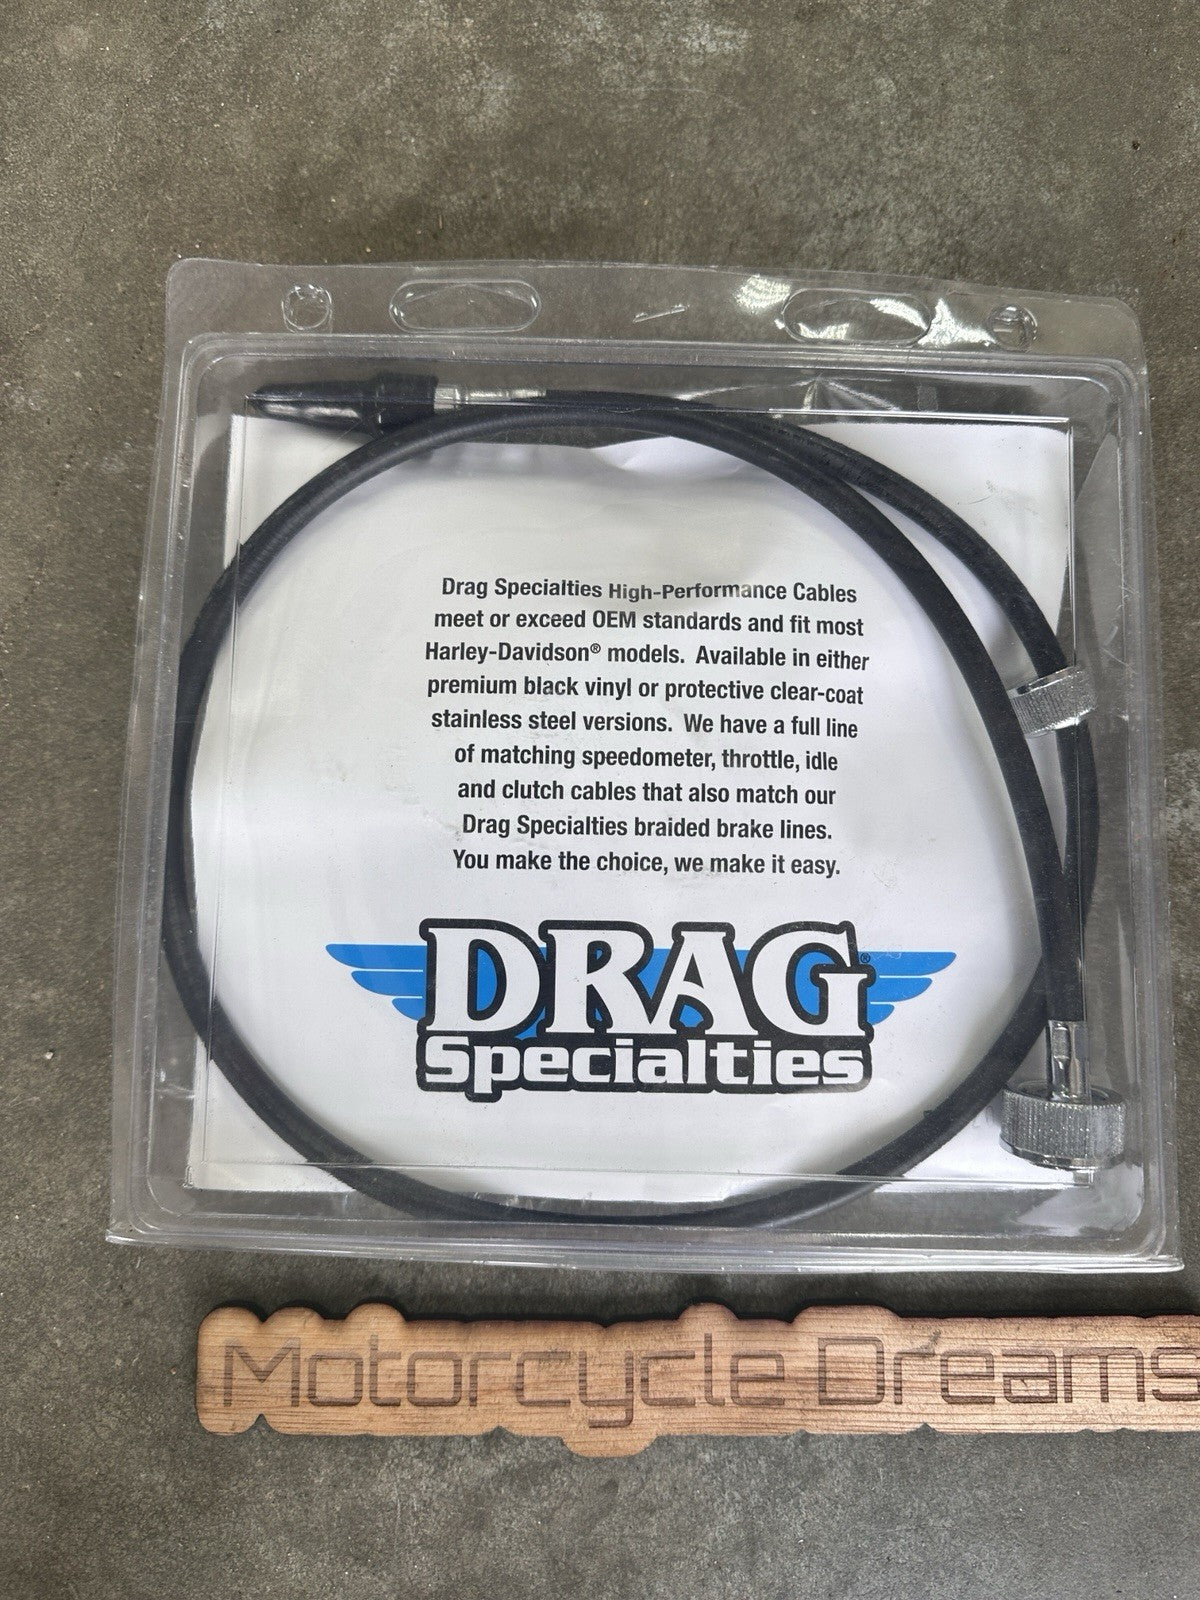 Drag Specialties High-Performance Cables
meet or exceed OEM standards and fit most
Harley-Davidson® models. Available in either
premium black vinyl or protective clear-coat
stainless steel versions. We have a full line
of matching speedometer, throttle, idle
and clutch cables that also match our
Drag Specialties braided brake lines.
You make the choice, we make it easy.
DRAG®
Specialties
Motorcycle Dreams